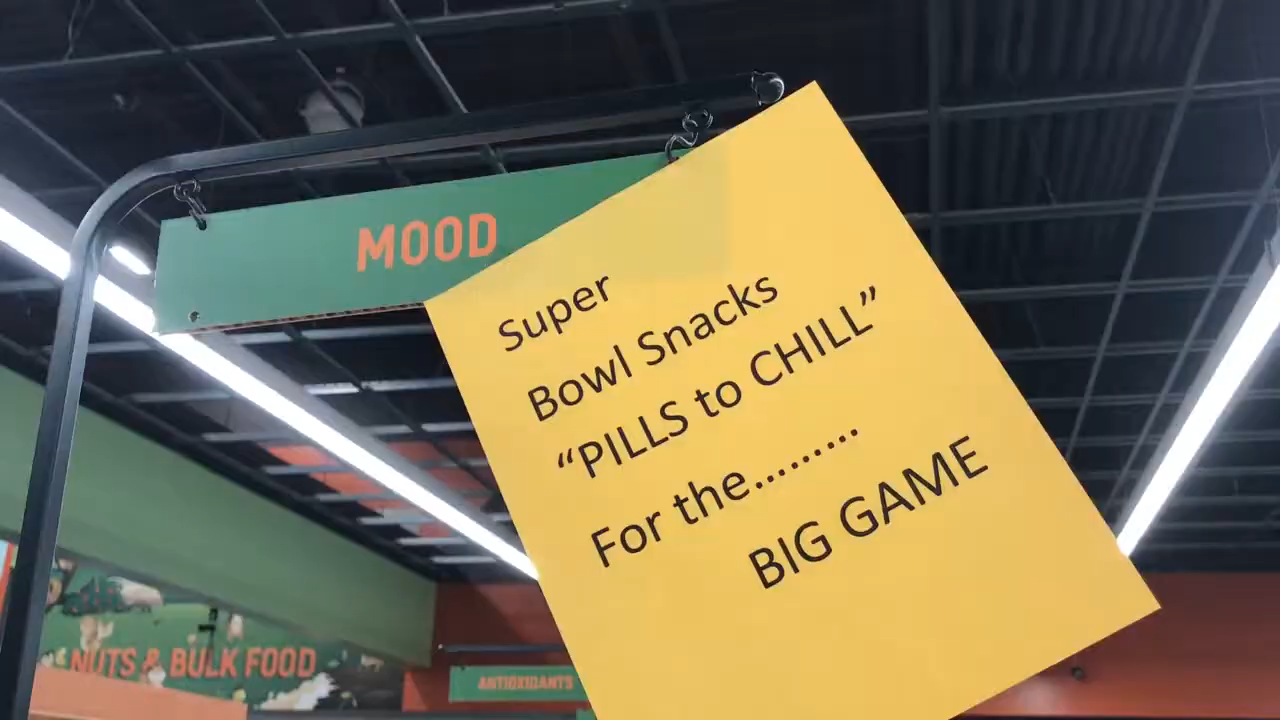 MOOD
Super
Bowl Snacks
“PILLS to CHILL”
For the.........
BIG GAME
NUTS & BULK FOOD
ANTIOXIDANTS